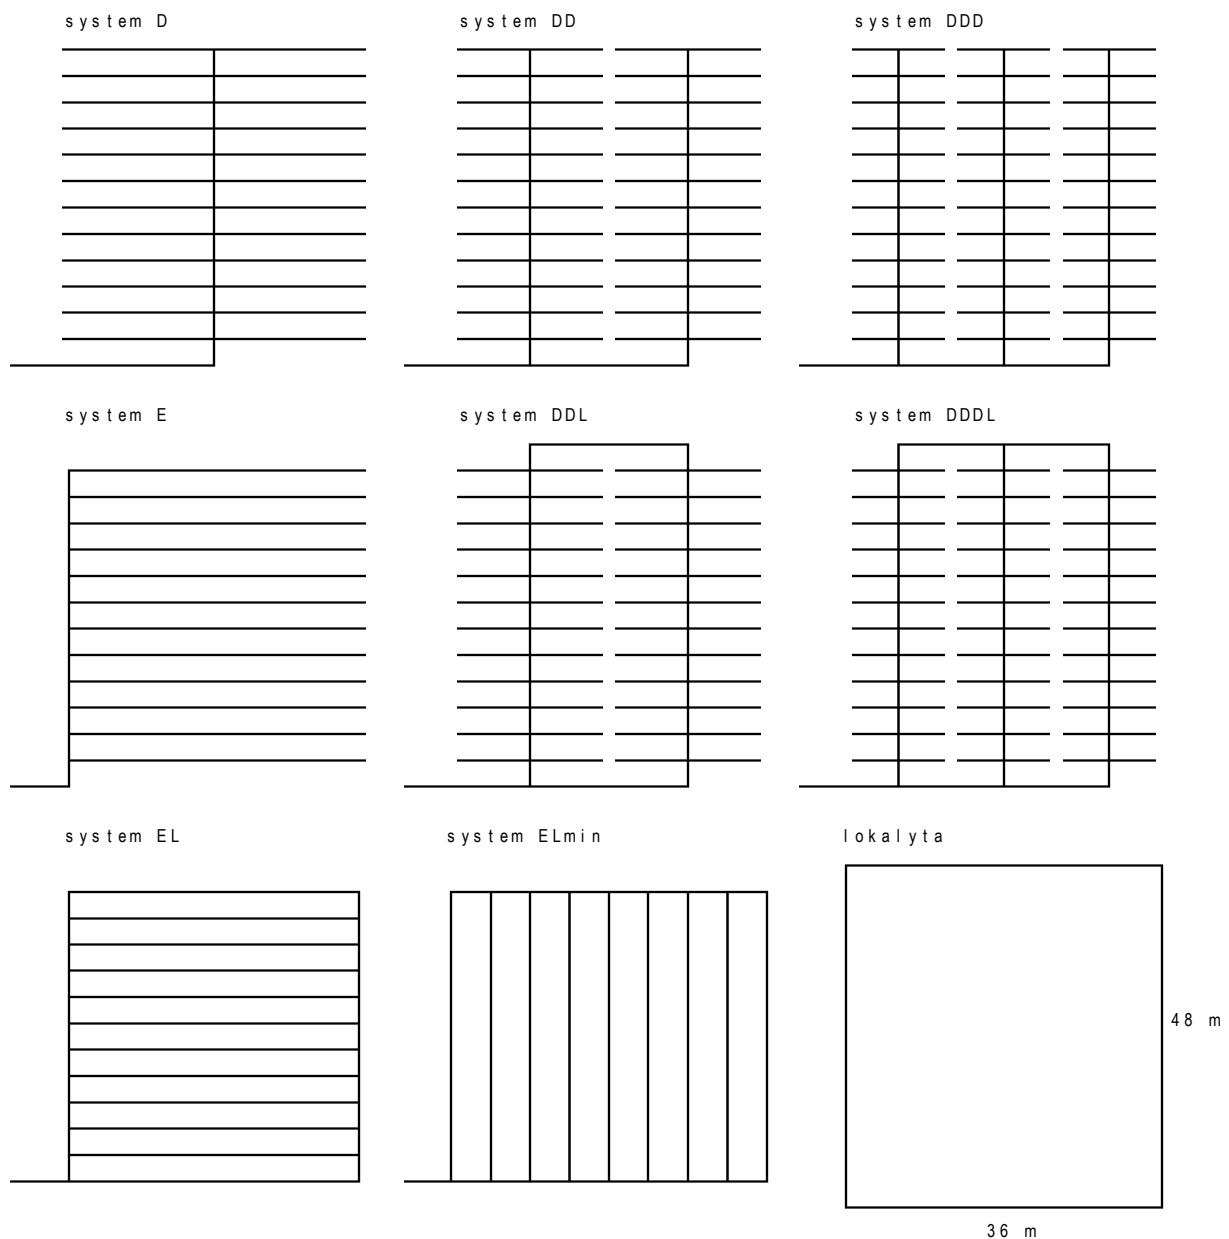 system D
system DD
system DDD
system E
system DDL
system DDDL
system EL
system ELmin
lokalyta
48 m
36 m